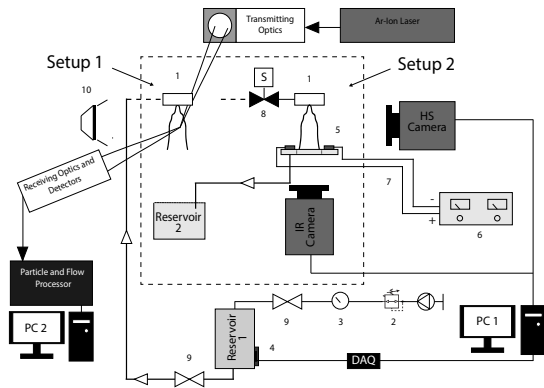 Transmitting
Optics
Ar-Ion Laser
Setup 1
Setup 2
1
S
1
10
8
5
HS
Camera
Receiving Optics and
Detectors
7
-
+
6
Reservoir
2
IR
Camera
Particle and Flow
Processor
PC 2
9
3
2
Reservoir
1
4
9
DAQ
PC 1